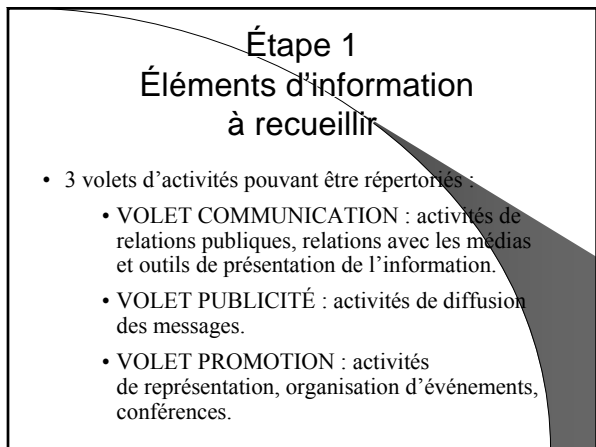 Étape 1
Éléments d’information
à recueillir
• 3 volets d’activités pouvant être répertoriés :
• VOLET COMMUNICATION : activités de
relations publiques, relations avec les médias
et outils de présentation de l’information.
• VOLET PUBLICITÉ : activités de diffusion
des messages.
• VOLET PROMOTION : activités
de représentation, organisation d’événements,
conférences.